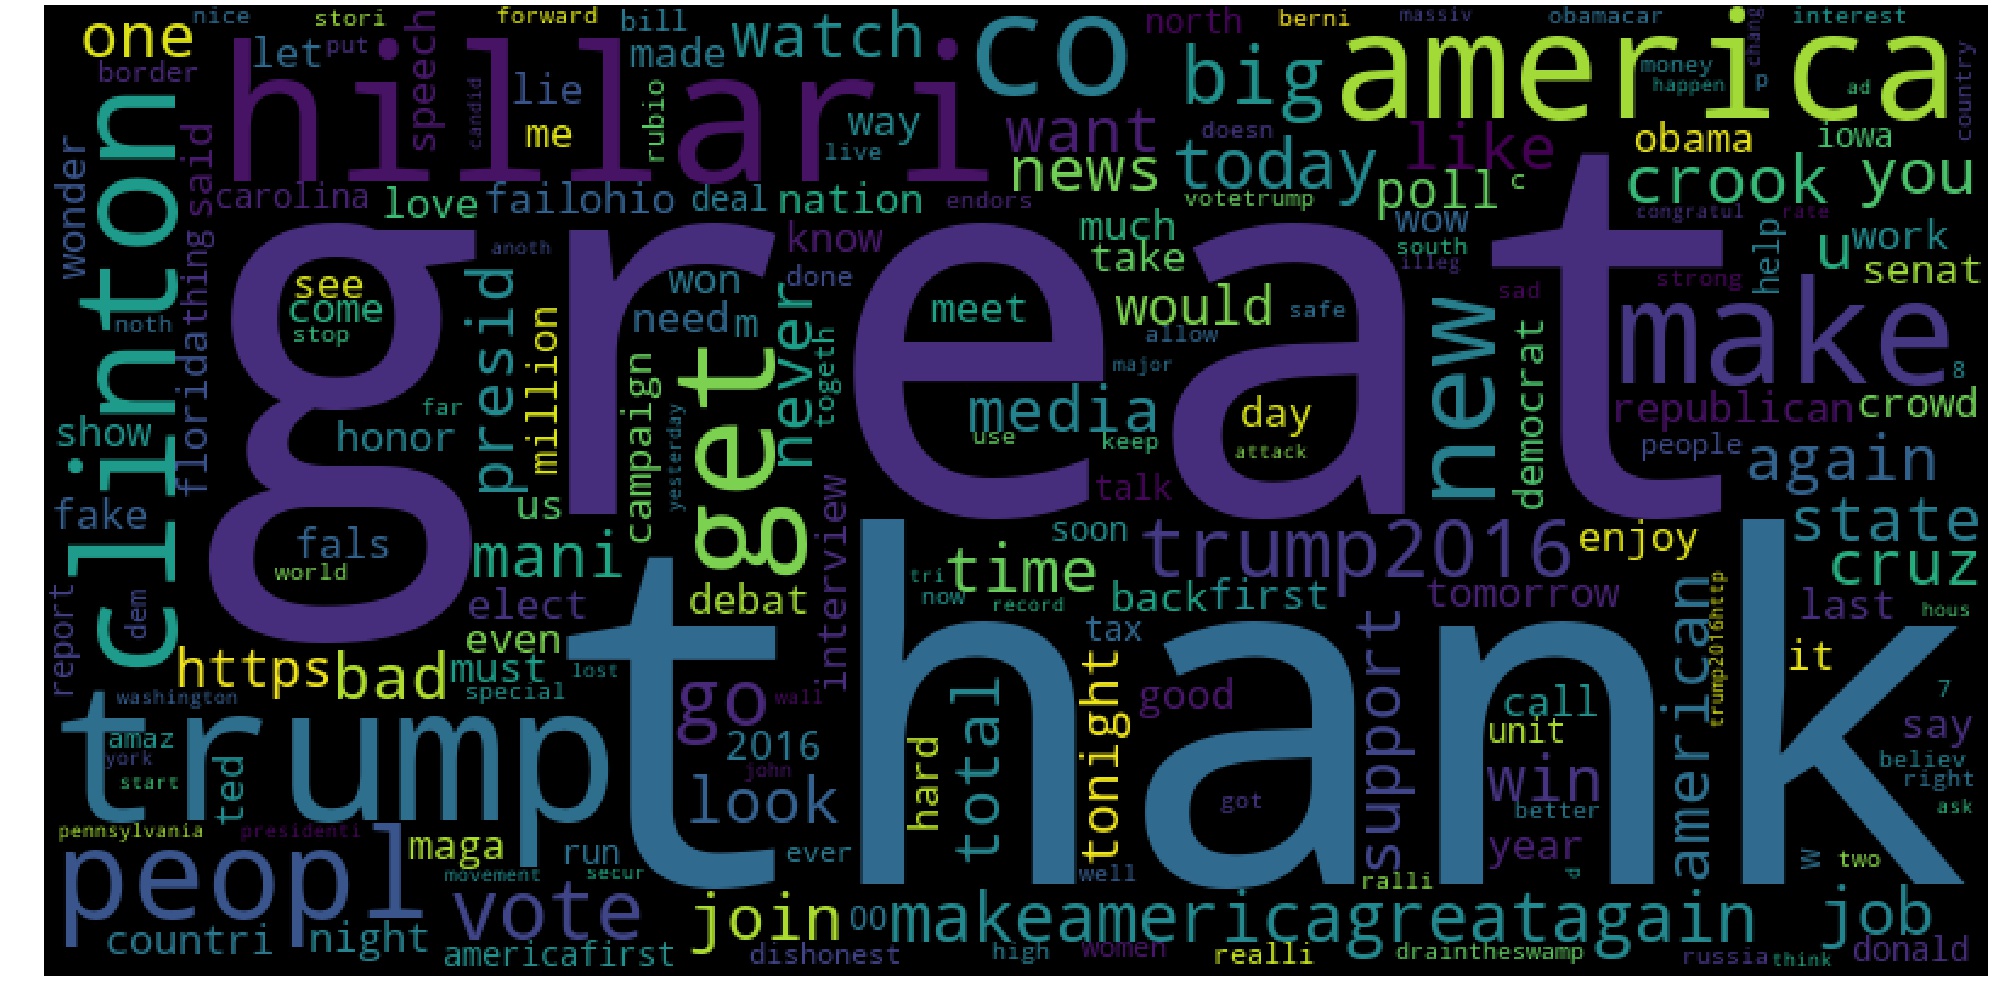 nice
stori
forward
bill
north
berni
massiv
obamacar
interest
one
let
put
speech
made
watch
co
big
america
chang
border
hillari
lie
me
candid
rubio
way
live
want
news
doesn
today
like
money
happen
p
ad
country
obama
iowa
wonder
clinton
said
carolina
love
fail
ohio
deal
nation
endors
votetrump
poll
c
crook
you
congratul
rate
great
anoth
know
much
take
wow
south
illeg
help
u
work
senat
see
come
stop
noth
florida
thing
presid
won
need
m
done
never
meet
would
allow
safe
sad
strong
make
8
million
major
new
democrat
republican
crowd
show
far
honor
campaign
get
yesterday
togeth
media
use
keep
day
attack
people
again
fake
fals
world
us
mani
interview
talk
soon
trump2016
enjoy
state
cruz
report
dem
elect
even
debat
tri
time
now
record
back
first
tomorrow
last
hous
https
bad
must
special
lost
thank
tax
it
trump2016http
washington
trump
amaz
york
start
ted
go
wall
2016
john
look
hard
total
tonight
good
support
got
call
unit
win
better
american
7
say
believ
right
ask
pennsylvania
presidenti
peopl
maga
run
secur
movement
ever
well
year
p
ralli
w
two
countri
night
vote
americafirst
join
00
makeamericagreatagain
job
dishonest
high
women
realli
draintheswamp
russia
think
donald